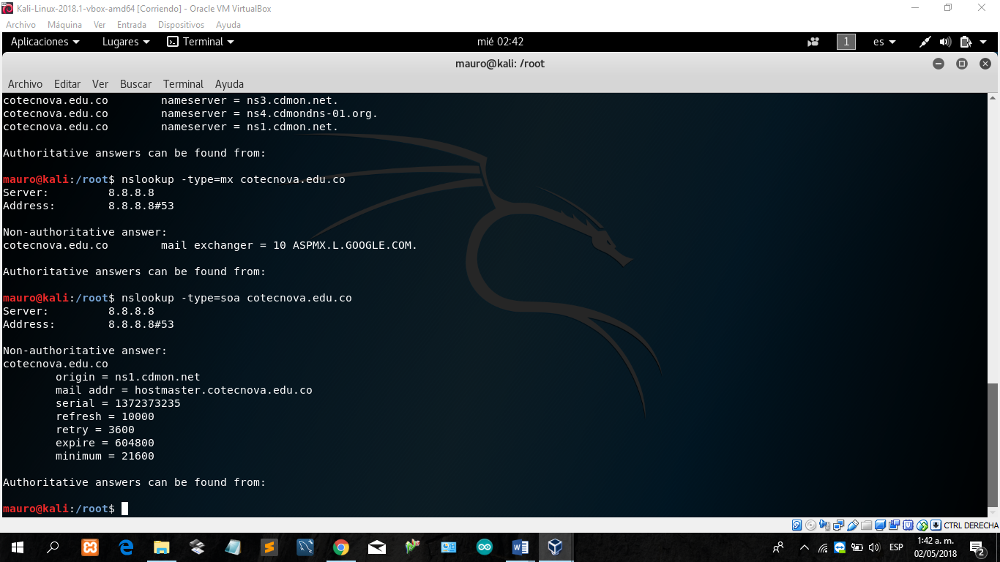 Kali-Linux-2018.1-vbox-amd64 [Corriendo] - Oracle VM VirtualBox
Archivo Máquina Ver Entrada Dispositivos Ayuda
Aplicaciones Lugares Terminal mié 02:42 1 es
mauro@kali: /root
Archivo Editar Ver Buscar Terminal Ayuda
cotecnova.edu.co nameserver = ns3.cdmon.net.
cotecnova.edu.co nameserver = ns4.cdmondns-01.org.
cotecnova.edu.co nameserver = ns1.cdmon.net.
Authoritative answers can be found from:
mauro@kali:/root$ nslookup -type=mx cotecnova.edu.co
Server: 8.8.8.8
Address: 8.8.8.8#53
Non-authoritative answer:
cotecnova.edu.co mail exchanger = 10 ASPMX.L.GOOGLE.COM.
Authoritative answers can be found from:
mauro@kali:/root$ nslookup -type=soa cotecnova.edu.co
Server: 8.8.8.8
Address: 8.8.8.8#53
Non-authoritative answer:
cotecnova.edu.co
origin = ns1.cdmon.net
mail addr = hostmaster.cotecnova.edu.co
serial = 1372373235
refresh = 10000
retry = 3600
expire = 604800
minimum = 21600
Authoritative answers can be found from:
mauro@kali:/root$
CTRL DERECHA
ESP
1:42 a. m.
02/05/2018
2